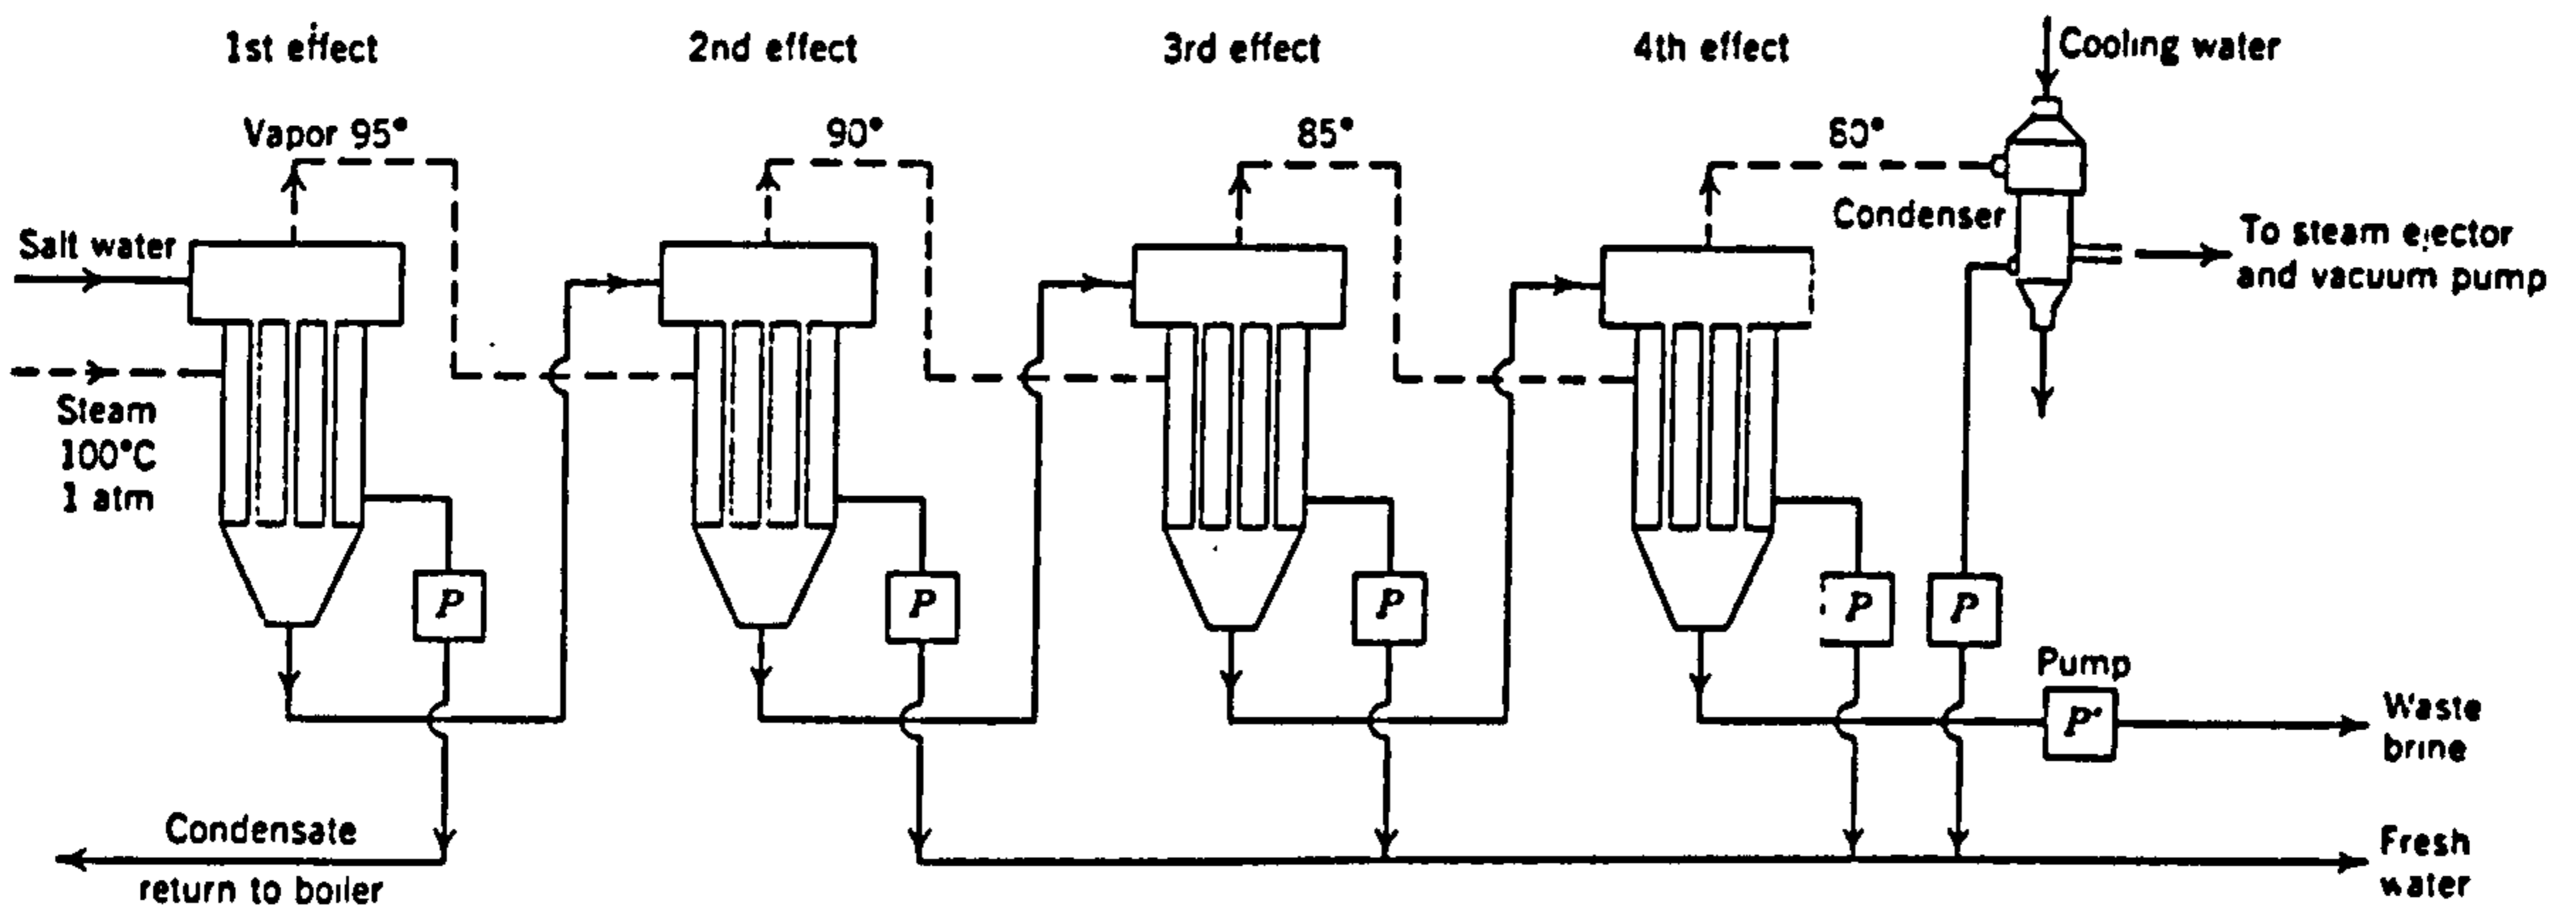 1st effect
2nd effect
3rd effect
4th effect
Cooling water
Vapor 95°
90°
85°
80°
Condenser
Salt water
To steam ejector
and vacuum pump
Steam
100°C
1 atm
P
P
P
P
P
Pump
P
Waste
brine
Condensate
return to boiler
Fresh
water